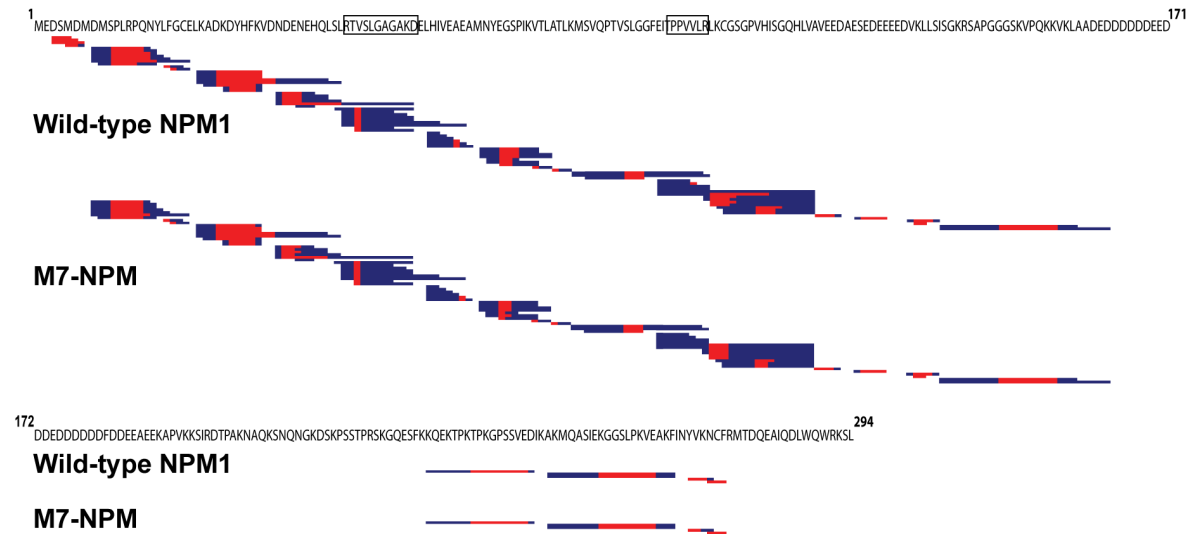 1 MEDSMDMDMSPLRPQNYLFGCELKADKDYHFKVDNDENEHQLSLRTVSLGAGAKDELHIVEAEAMNYEGSPIKVTLATLKMSVQPTVSLGGFEITPPVVLRLKCGSGPVHISGQHLVAVEEDAESEDEEEEDVKLLSISGKRSAPGGGSKVPQKKVKLAADEDDDDDDEED 171
Wild-type NPM1
M7-NPM
172 DDEDDDDDDFDDEEAEEKAPVKKSIRDTPAKNAQKSNQNGKDSKPSSTPRSKGQESFKKQEKTPKTPKGPSSVEDIKAKMQASIEKGGSLPKVEAKFINYVKNCFRMTDQEAIQDLWQWRKSL 294
Wild-type NPM1
M7-NPM